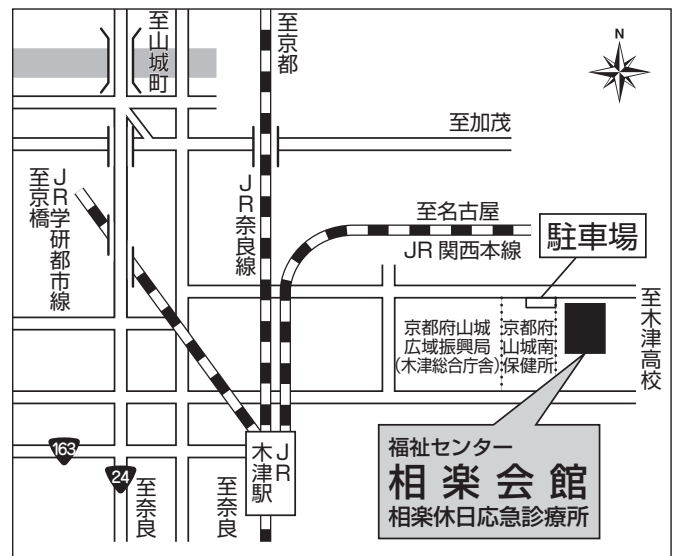 至山城町
至京都
N
至加茂
JR学研都市線
至京橋
JR奈良線
至名古屋
JR関西本線
駐車場
至木津高校
京都府山城
広域振興局
(木津総合庁舎)
京都府
山城南
保健所
163
24
至奈良
至奈良
JR
木津駅
福祉センター
相楽会館
相楽休日応急診療所